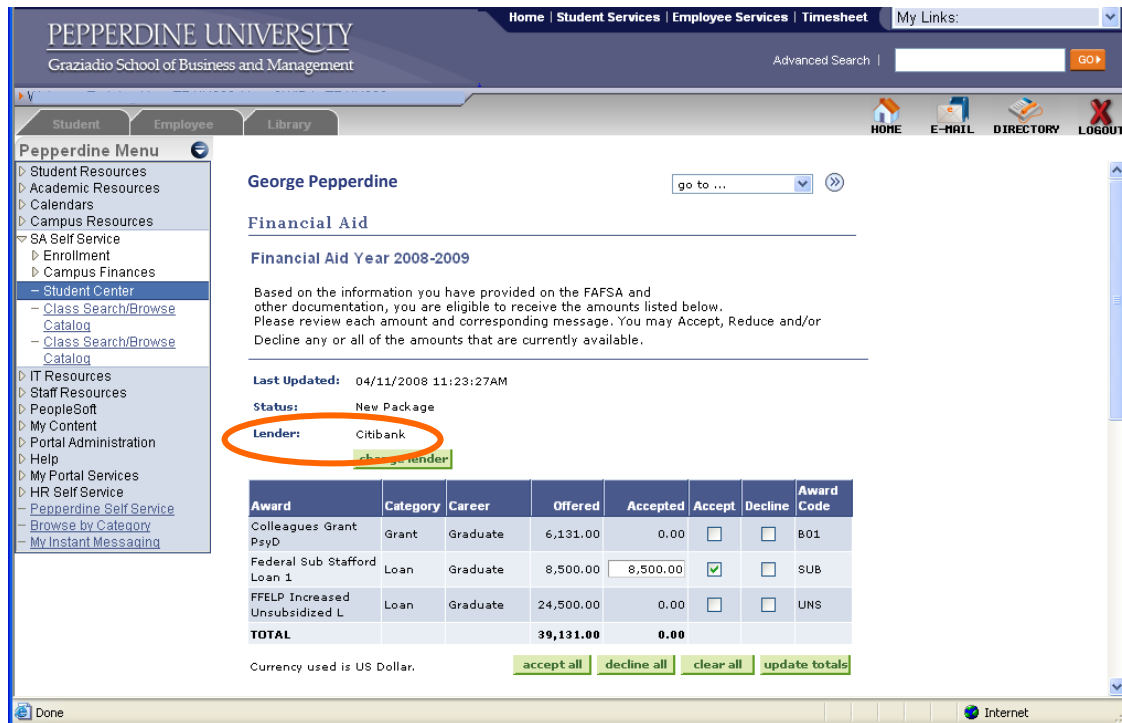 Home | Student Services | Employee Services | Timesheet
My Links:
PEPPERDINE UNIVERSITY
Graziadio School of Business and Management
Advanced Search |
GO
V
Student Employee Library
HOME E-MAIL DIRECTORY LOGOUT
Pepperdine Menu
Student Resources
Academic Resources
Calendars
Campus Resources
SA Self Service
Enrollment
Campus Finances
– Student Center
– Class Search/Browse
Catalog
– Class Search/Browse
Catalog
IT Resources
Staff Resources
PeopleSoft
My Content
Portal Administration
Help
My Portal Services
HR Self Service
– Pepperdine Self Service
– Browse by Category
– My Instant Messaging
George Pepperdine
go to ...
Financial Aid
Financial Aid Year 2008-2009
Based on the information you have provided on the FAFSA and
other documentation, you are eligible to receive the amounts listed below.
Please review each amount and corresponding message. You may Accept, Reduce and/or
Decline any or all of the amounts that are currently available.
Last Updated: 04/11/2008 11:23:27AM
Status: New Package
Lender: Citibank
change lender
Award Category Career Offered Accepted Accept Decline Award Code
Colleagues Grant PsyD Grant Graduate 6,131.00 0.00 B01
Federal Sub Stafford Loan 1 Loan Graduate 8,500.00 8,500.00 SUB
FFELP Increased Unsubsidized L Loan Graduate 24,500.00 0.00 UNS
TOTAL 39,131.00 0.00
Currency used is US Dollar.
accept all decline all clear all update totals
Done
Internet